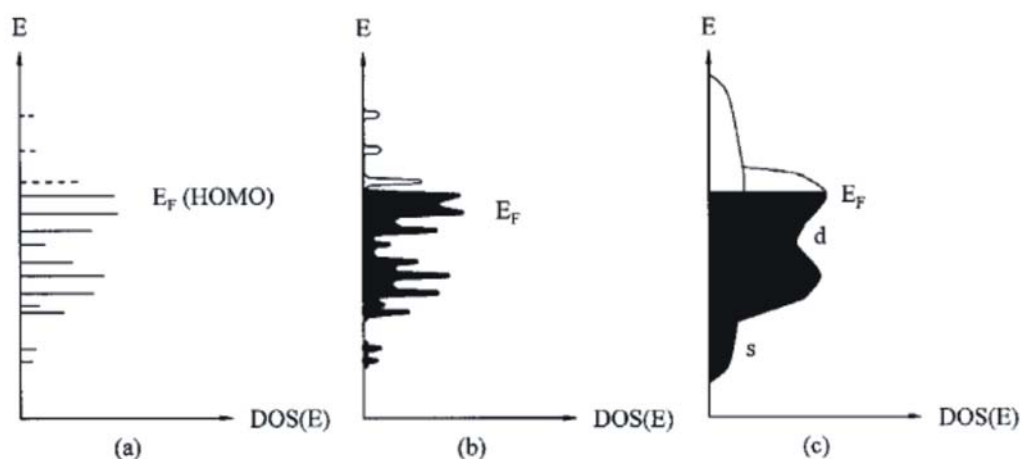 E
E_F (HOMO)
DOS(E)
(a)
E
E_F
DOS(E)
(b)
E
E_F
d
s
DOS(E)
(c)